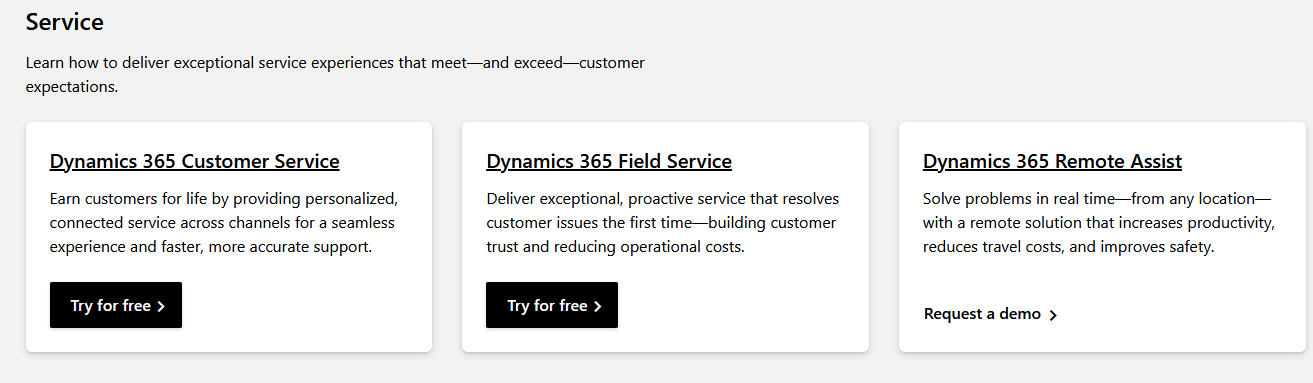 Service
Learn how to deliver exceptional service experiences that meet—and exceed—customer
expectations.
Dynamics 365 Customer Service
Earn customers for life by providing personalized,
connected service across channels for a seamless
experience and faster, more accurate support.
Try for free
Dynamics 365 Field Service
Deliver exceptional, proactive service that resolves
customer issues the first time—building customer
trust and reducing operational costs.
Try for free
Dynamics 365 Remote Assist
Solve problems in real time—from any location—
with a remote solution that increases productivity,
reduces travel costs, and improves safety.
Request a demo